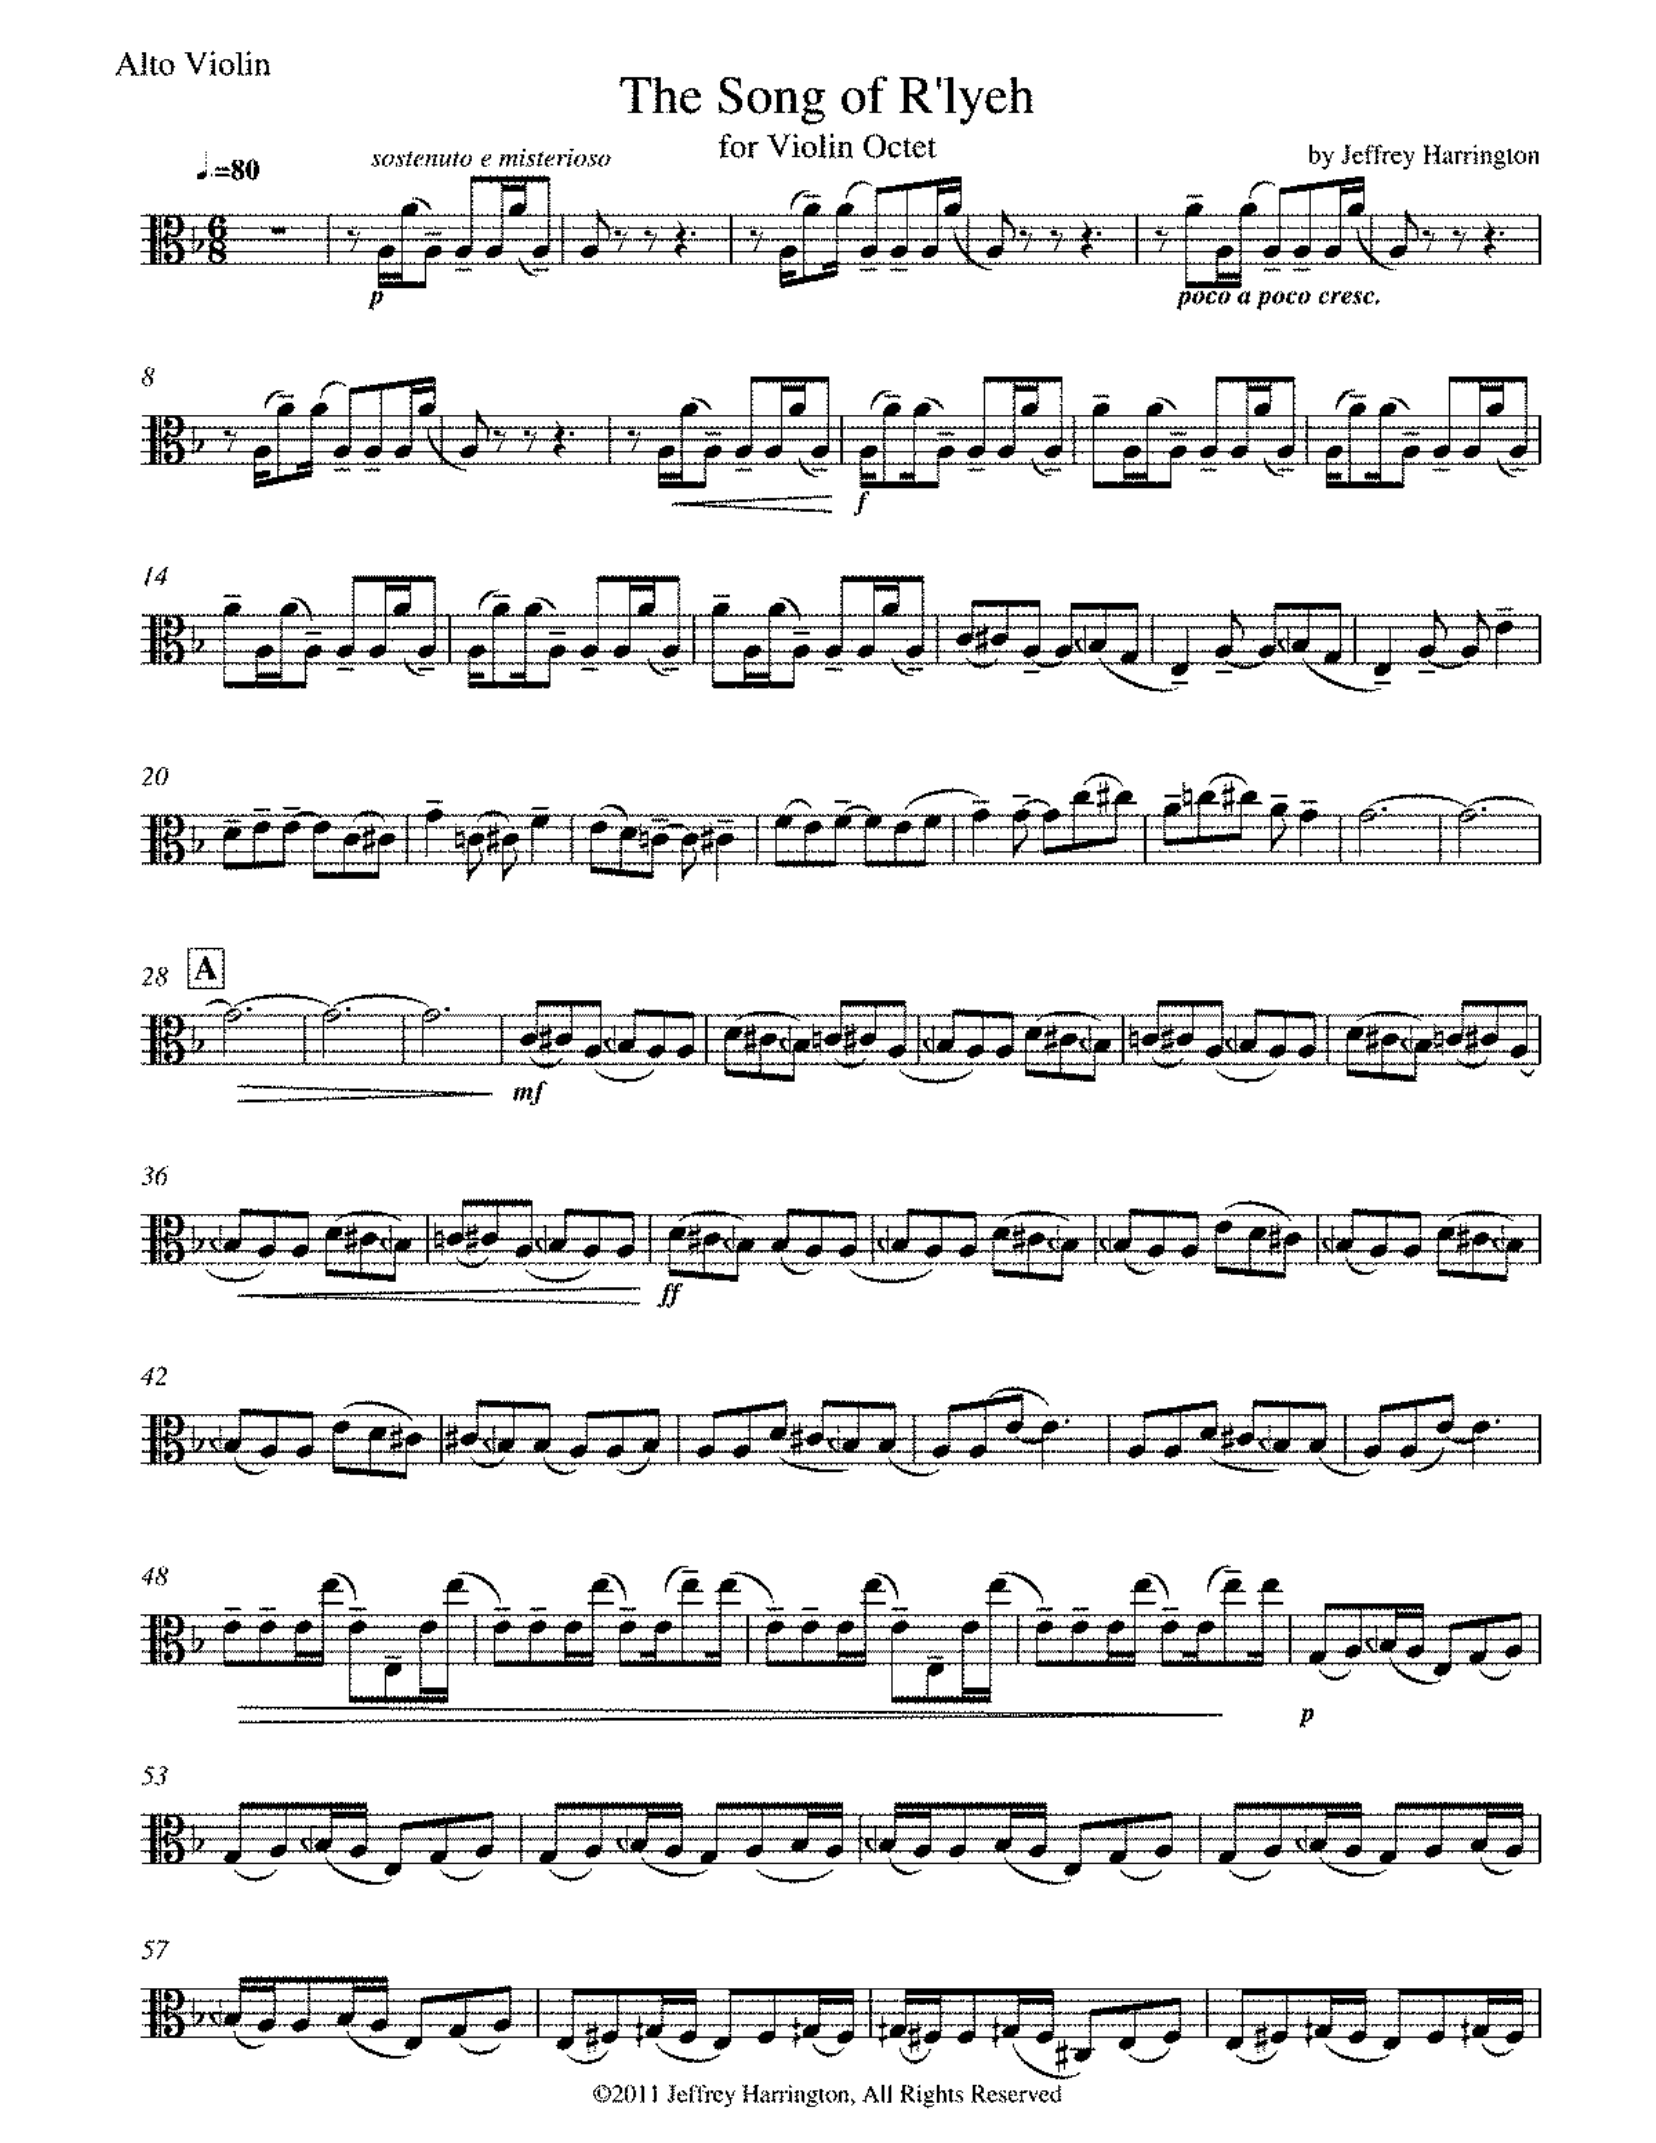 Alto Violin
The Song of R'lyeh
for Violin Octet
by Jeffrey Harrington
♩.=80
sostenuto e misterioso
6
8
p
poco a poco cresc.
8
f
14
20
28 A
mf
36
ff
42
48
p
53
57
©2011 Jeffrey Harrington, All Rights Reserved